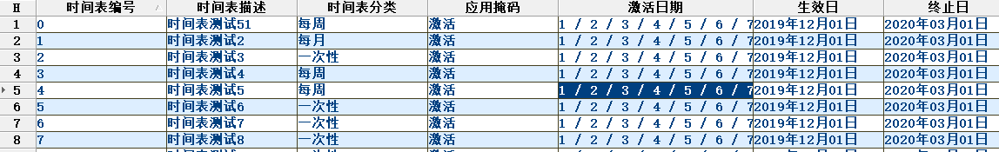 H 时间表编号 时间表描述 时间表分类 应用掩码 激活日期 生效日 终止日
1 0 时间表测试51 每周 激活 1 / 2 / 3 / 4 / 5 / 6 / 7 2019年12月01日 2020年03月01日
2 1 时间表测试2 每月 激活 1 / 2 / 3 / 4 / 5 / 6 / 7 2019年12月01日 2020年03月01日
3 2 时间表测试3 一次性 激活 1 / 2 / 3 / 4 / 5 / 6 / 7 2019年12月01日 2020年03月01日
4 3 时间表测试4 每周 激活 1 / 2 / 3 / 4 / 5 / 6 / 7 2019年12月01日 2020年03月01日
5 4 时间表测试5 每周 激活 1 / 2 / 3 / 4 / 5 / 6 / 7 2019年12月01日 2020年03月01日
6 5 时间表测试6 一次性 激活 1 / 2 / 3 / 4 / 5 / 6 / 7 2019年12月01日 2020年03月01日
7 6 时间表测试7 一次性 激活 1 / 2 / 3 / 4 / 5 / 6 / 7 2019年12月01日 2020年03月01日
8 7 时间表测试8 一次性 激活 1 / 2 / 3 / 4 / 5 / 6 / 7 2019年12月01日 2020年03月01日